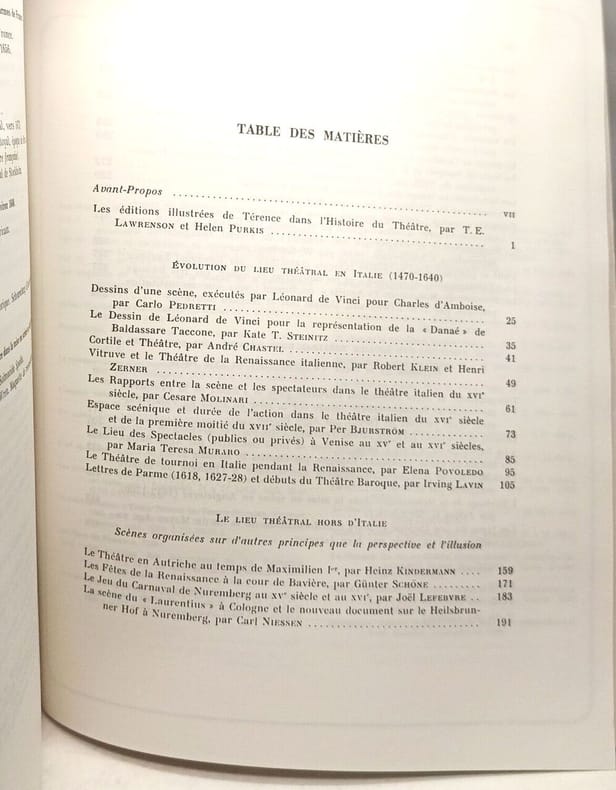 TABLE DES MATIÈRES
Avant-Propos ........ VII
Les éditions illustrées de Térence dans l'Histoire du Théâtre, par T. E.
LAWRENSON et Helen PURKIS ........ 1
ÉVOLUTION DU LIEU THÉÂTRAL EN ITALIE (1470-1640)
Dessins d'une scène, exécutés par Léonard de Vinci pour Charles d'Amboise,
par Carlo PEDRETTI ........ 25
Le Dessin de Léonard de Vinci pour la représentation de la « Danaé » de
Baldassare Taccone, par Kate T. STEINITZ ........ 35
Cortile et Théâtre, par André CHASTEL ........ 41
Vitruve et le Théâtre de la Renaissance italienne, par Robert KLEIN et Henri
ZERNER ........ 49
Les Rapports entre la scène et les spectateurs dans le théâtre italien du XVIe
siècle, par Cesare MOLINARI ........ 61
Espace scénique et durée de l'action dans le théâtre italien du XVIe siècle
et de la première moitié du XVIIe siècle, par Per BJURSTRÖM ........ 73
Le Lieu des Spectacles (publics ou privés) à Venise au XVe et au XVIe siècles,
par Maria Teresa MURARO ........ 85
Le Théâtre de tournoi en Italie pendant la Renaissance, par Elena POVOLEDO 95
Lettres de Parme (1618, 1627-28) et débuts du Théâtre Baroque, par Irving LAVIN 105
LE LIEU THÉÂTRAL HORS D'ITALIE
Scènes organisées sur d'autres principes que la perspective et l'illusion
Le Théâtre en Autriche au temps de Maximilien Ier, par Heinz KINDERMANN .... 159
Les Fêtes de la Renaissance à la cour de Bavière, par Günter SCHÖNE ........ 171
Le Jeu du Carnaval de Nuremberg au XVe siècle et au XVIe, par Joël LEFEBVRE .. 183
La scène du « Laurentius » à Cologne et le nouveau document sur le Heilsbrun-
ner Hof à Nuremberg, par Carl NIESSEN ........ 191